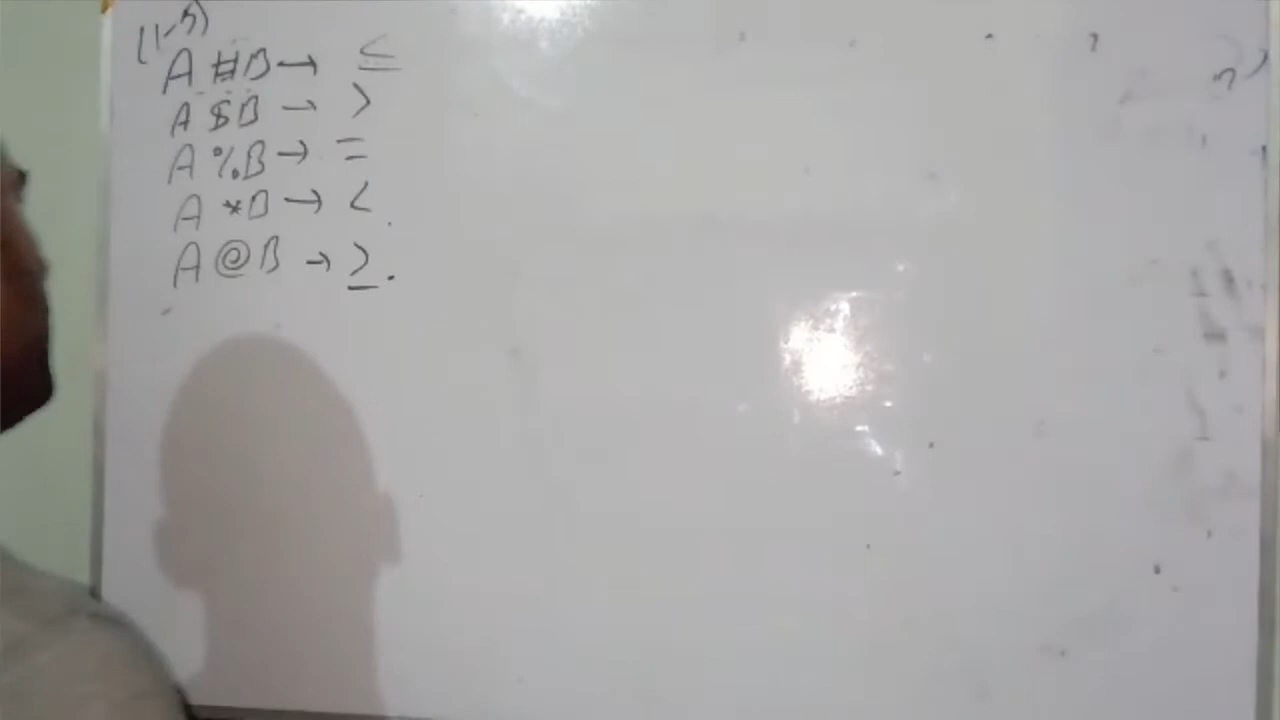 (1-5)
A #B → ≤
A $B → >
A %B → =
A *B → <
A @B → ≥